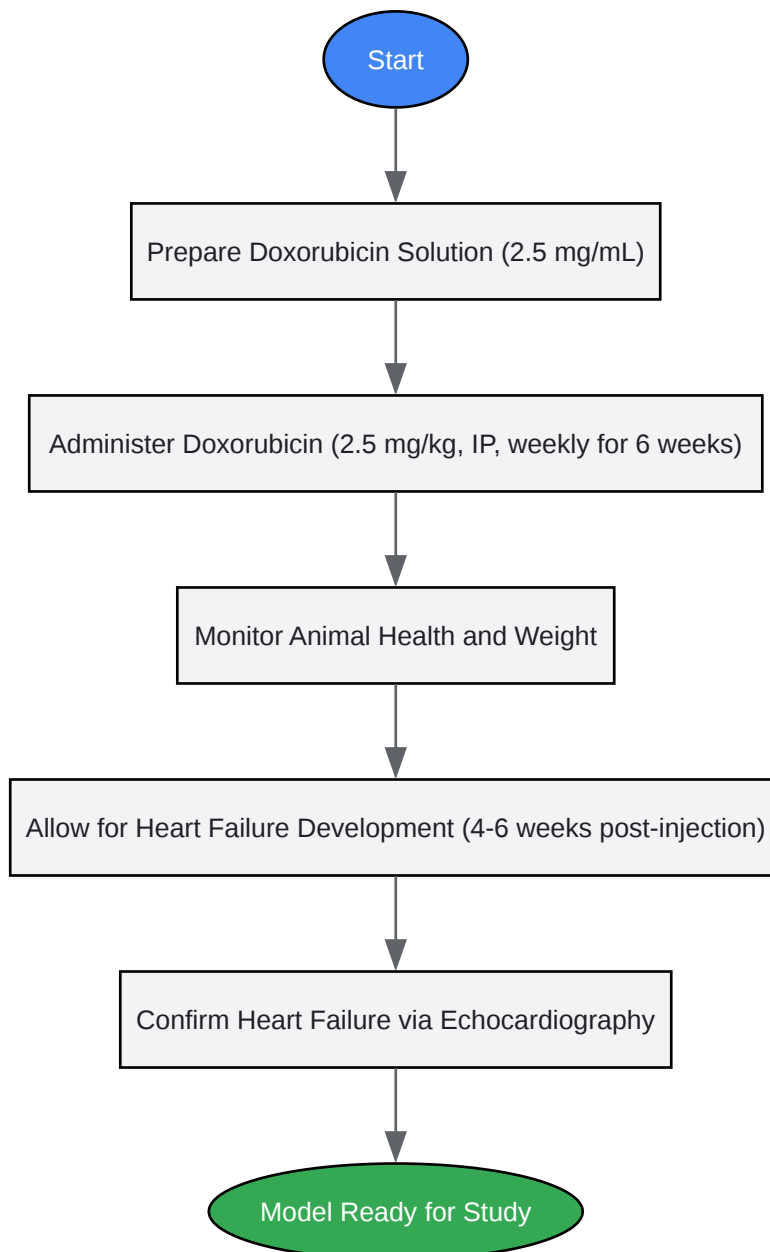 Start
Prepare Doxorubicin Solution (2.5 mg/mL)
Administer Doxorubicin (2.5 mg/kg, IP, weekly for 6 weeks)
Monitor Animal Health and Weight
Allow for Heart Failure Development (4-6 weeks post-injection)
Confirm Heart Failure via Echocardiography
Model Ready for Study